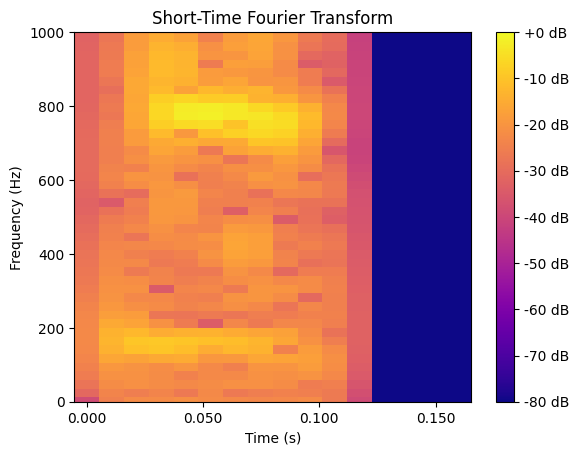 Short-Time Fourier Transform
1000
800
600
400
200
0
Frequency (Hz)
0.000
0.050
0.100
0.150
Time (s)
+0 dB
-10 dB
-20 dB
-30 dB
-40 dB
-50 dB
-60 dB
-70 dB
-80 dB